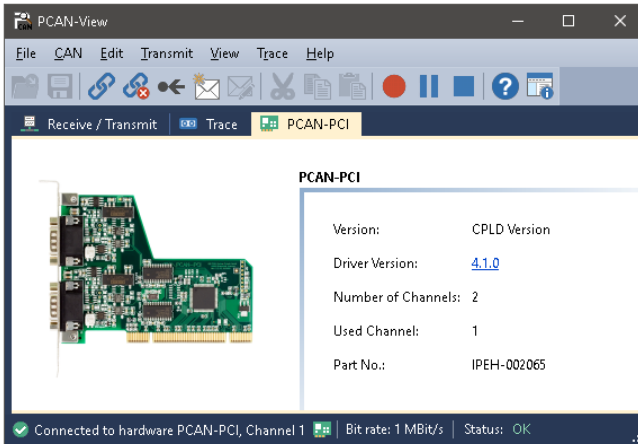 PCAN-View
File CAN Edit Transmit View Trace Help
Receive / Transmit Trace PCAN-PCI
PCAN-PCI
Version: CPLD Version
Driver Version: 4.1.0
Number of Channels: 2
Used Channel: 1
Part No.: IPEH-002065
Connected to hardware PCAN-PCI, Channel 1 Bit rate: 1 MBit/s Status: OK